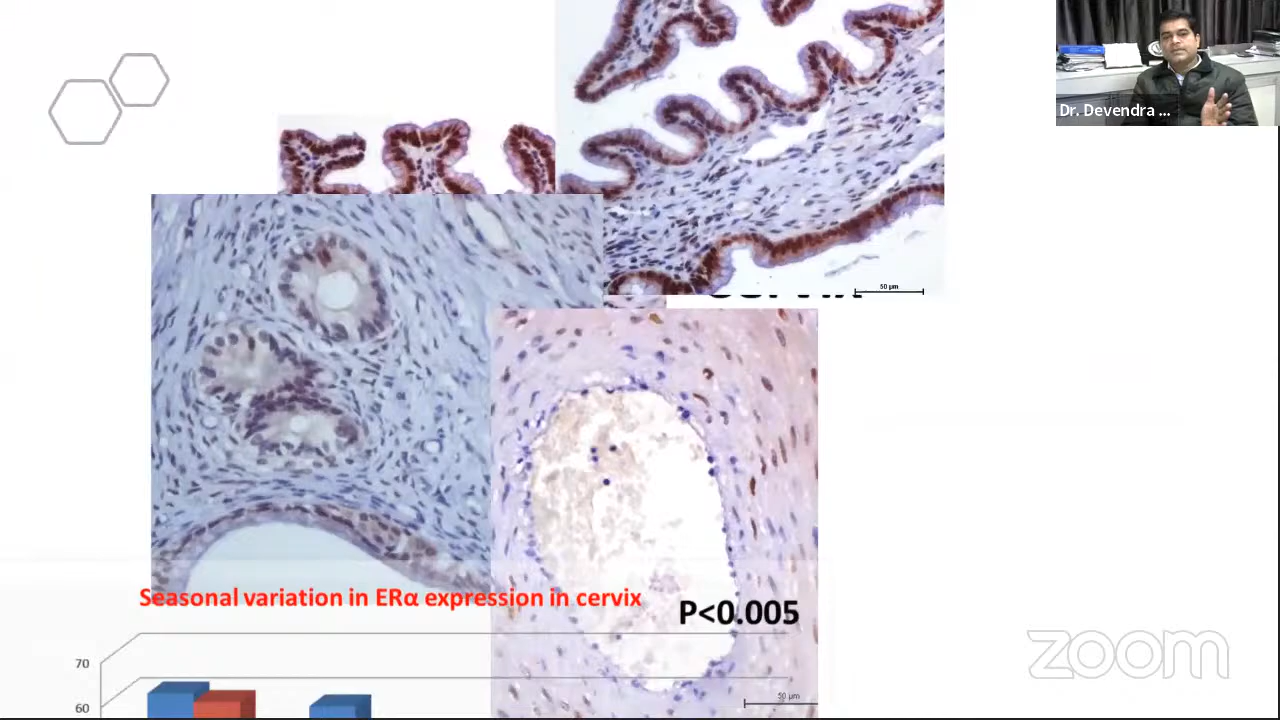 Dr. Devendra ...
50 µm
Seasonal variation in ERα expression in cervix
P<0.005
70
60
50 µm
zoom